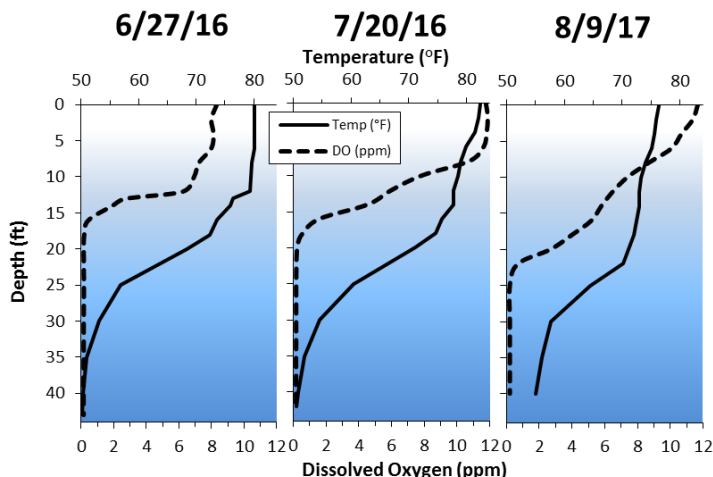 6/27/16 7/20/16 8/9/17
Temperature (°F)
50 60 70 80 50 60 70 80 50 60 70 80
Temp (°F)
DO (ppm)
Depth (ft)
0
5
10
15
20
25
30
35
40
0 2 4 6 8 10 12 0 2 4 6 8 10 12 0 2 4 6 8 10 12
Dissolved Oxygen (ppm)